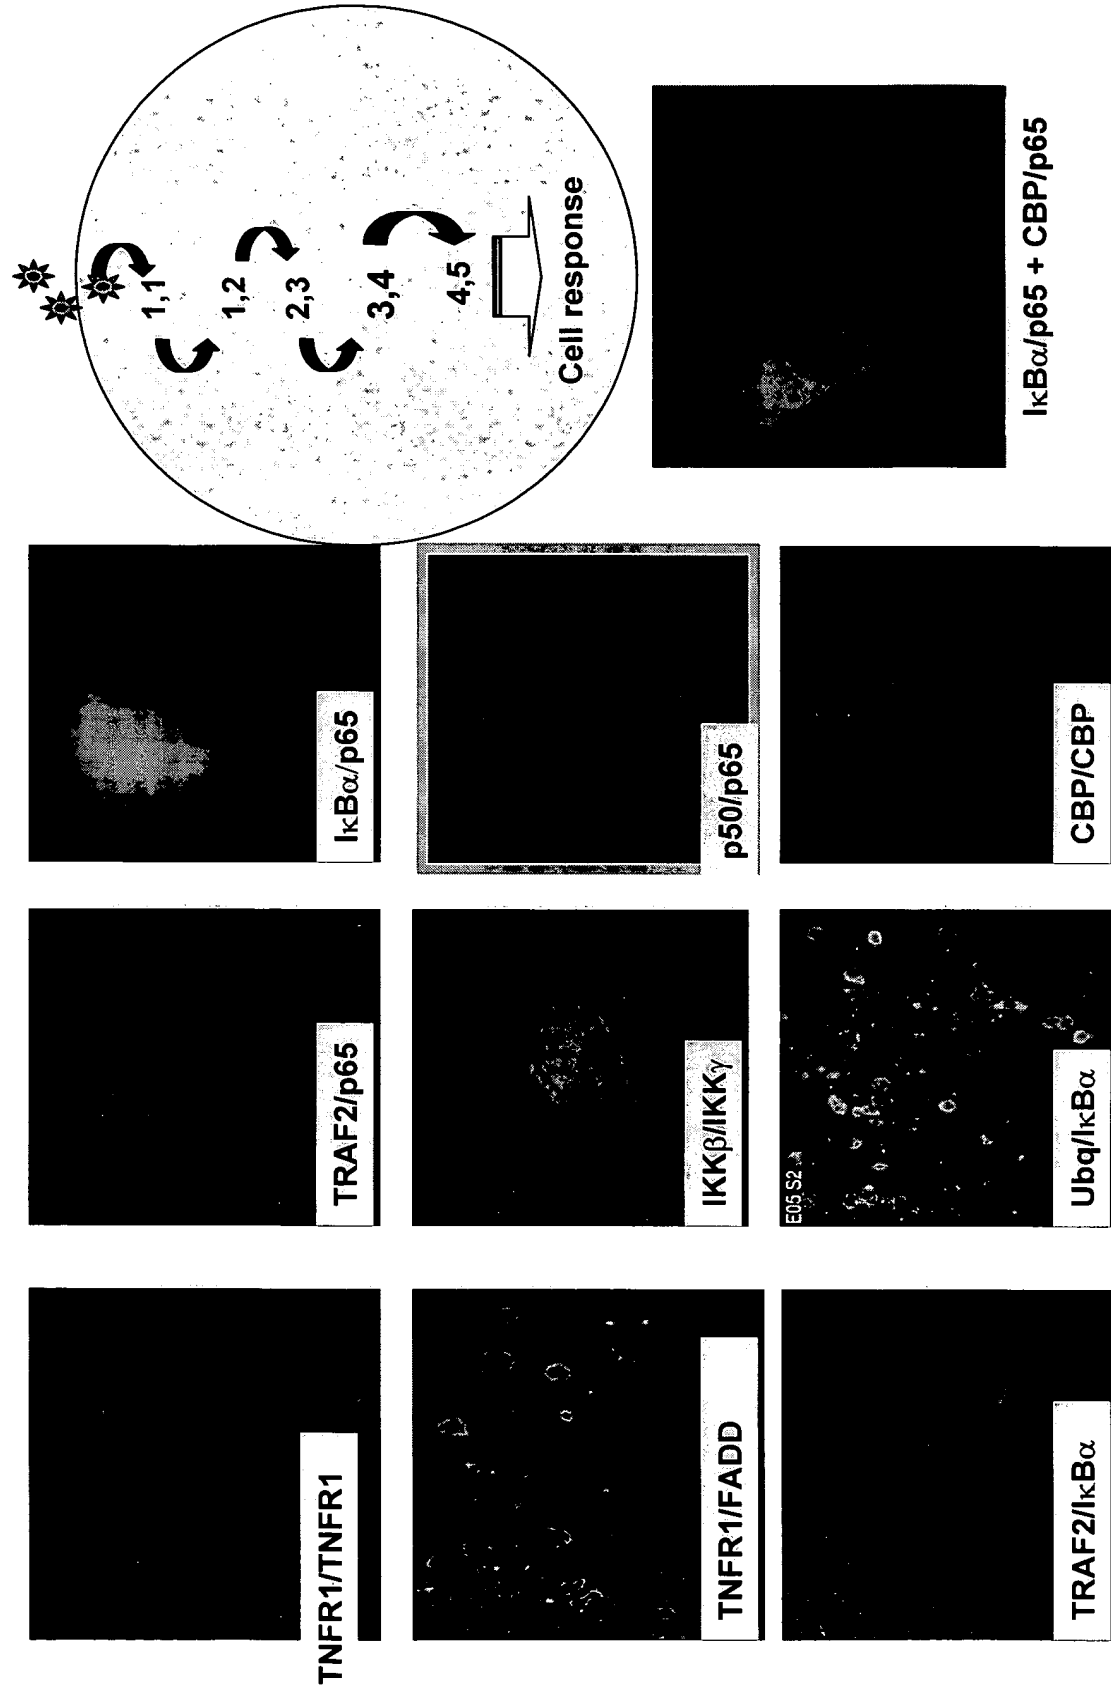 TNFR1/TNFR1
TRAF2/p65
IκBα/p65
TNFR1/FADD
IKKβ/IKKγ
p50/p65
TRAF2/IκBα
E05 S2
Ubq/IκBα
CBP/CBP
1,1
1,2
2,3
3,4
4,5
Cell response
IκBα/p65 + CBP/p65